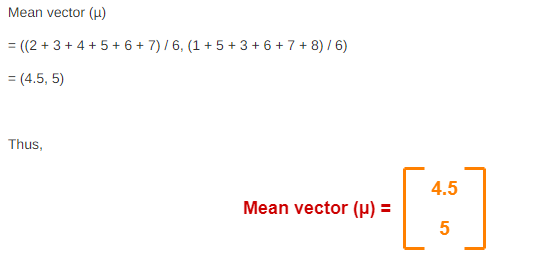 Mean vector (µ)
= ((2 + 3 + 4 + 5 + 6 + 7) / 6, (1 + 5 + 3 + 6 + 7 + 8) / 6)
= (4.5, 5)
Thus,
4.5
Mean vector (µ) =
5